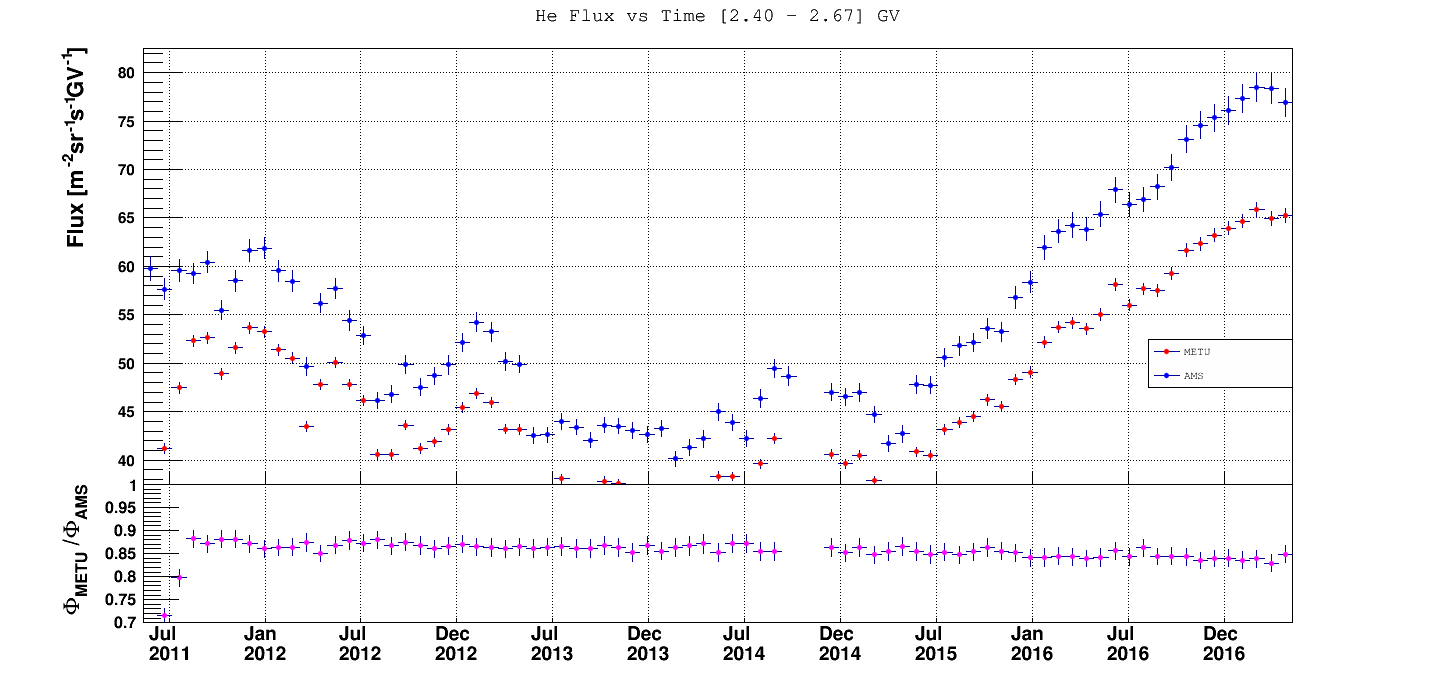 He Flux vs Time [2.40 – 2.67] GV
Flux [m⁻²sr⁻¹s⁻¹GV⁻¹]
80
75
70
65
60
55
50
45
40
METU
AMS
Φ_METU /Φ_AMS
1
0.95
0.9
0.85
0.8
0.75
0.7
Jul Jan Jul Dec Jul Dec Jul Dec Jul Jan Jul Dec
2011 2012 2012 2012 2013 2013 2014 2014 2015 2016 2016 2016